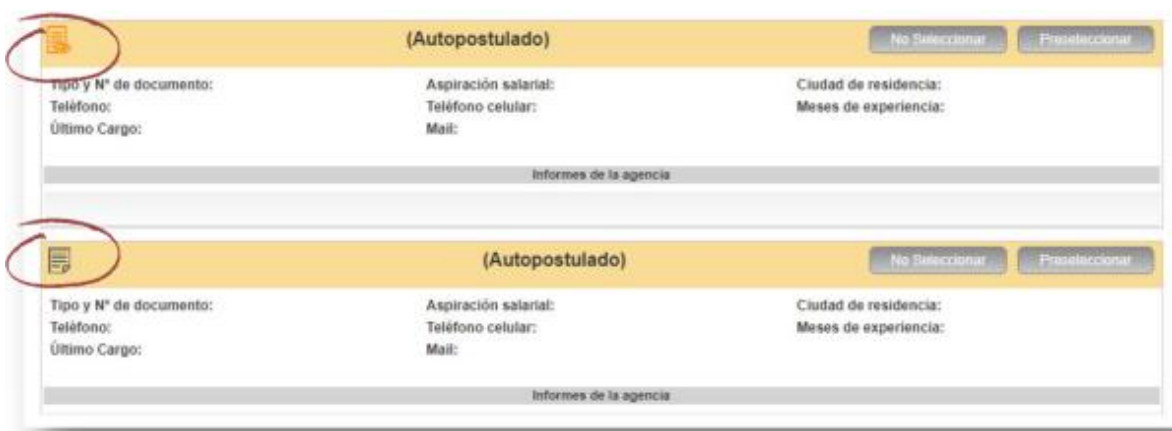 (Autopostulado) No Seleccionar Preseleccionar
Tipo y N° de documento: Aspiración salarial: Ciudad de residencia:
Teléfono: Teléfono celular: Meses de experiencia:
Último Cargo: Mail:
Informes de la agencia
(Autopostulado) No Seleccionar Preseleccionar
Tipo y N° de documento: Aspiración salarial: Ciudad de residencia:
Teléfono: Teléfono celular: Meses de experiencia:
Último Cargo: Mail:
Informes de la agencia